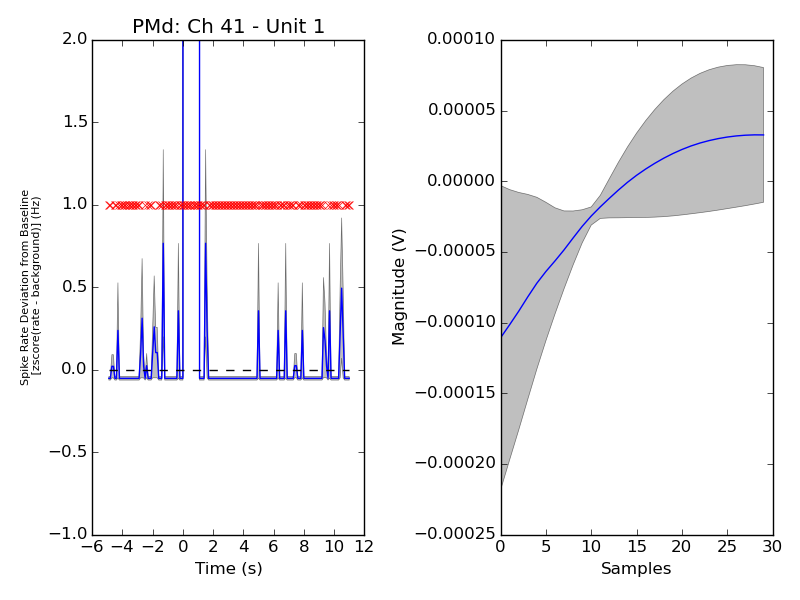 PMd: Ch 41 - Unit 1
Spike Rate Deviation from Baseline
[zscore(rate - background)] (Hz)
2.0
1.5
1.0
0.5
0.0
−0.5
−1.0
−6 −4 −2 0 2 4 6 8 10 12
Time (s)
Magnitude (V)
0.00010
0.00005
0.00000
−0.00005
−0.00010
−0.00015
−0.00020
−0.00025
0 5 10 15 20 25 30
Samples